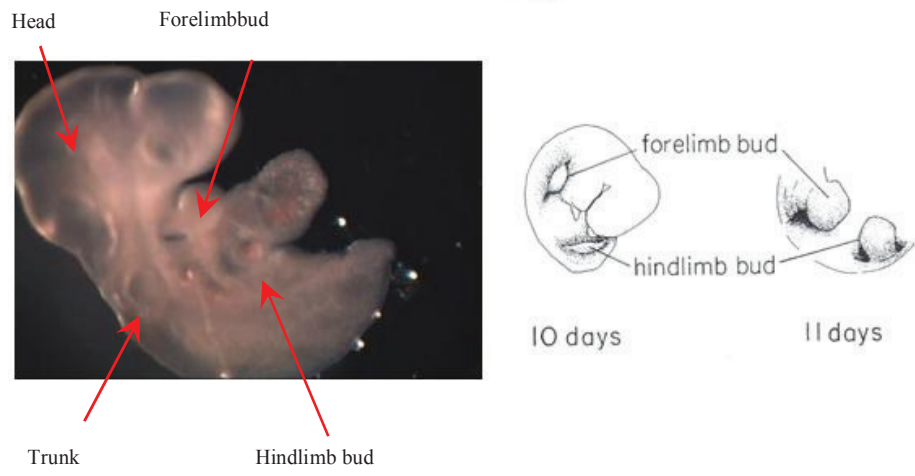 Head
Forelimbbud
forelimb bud
hindlimb bud
10 days
11 days
Trunk
Hindlimb bud